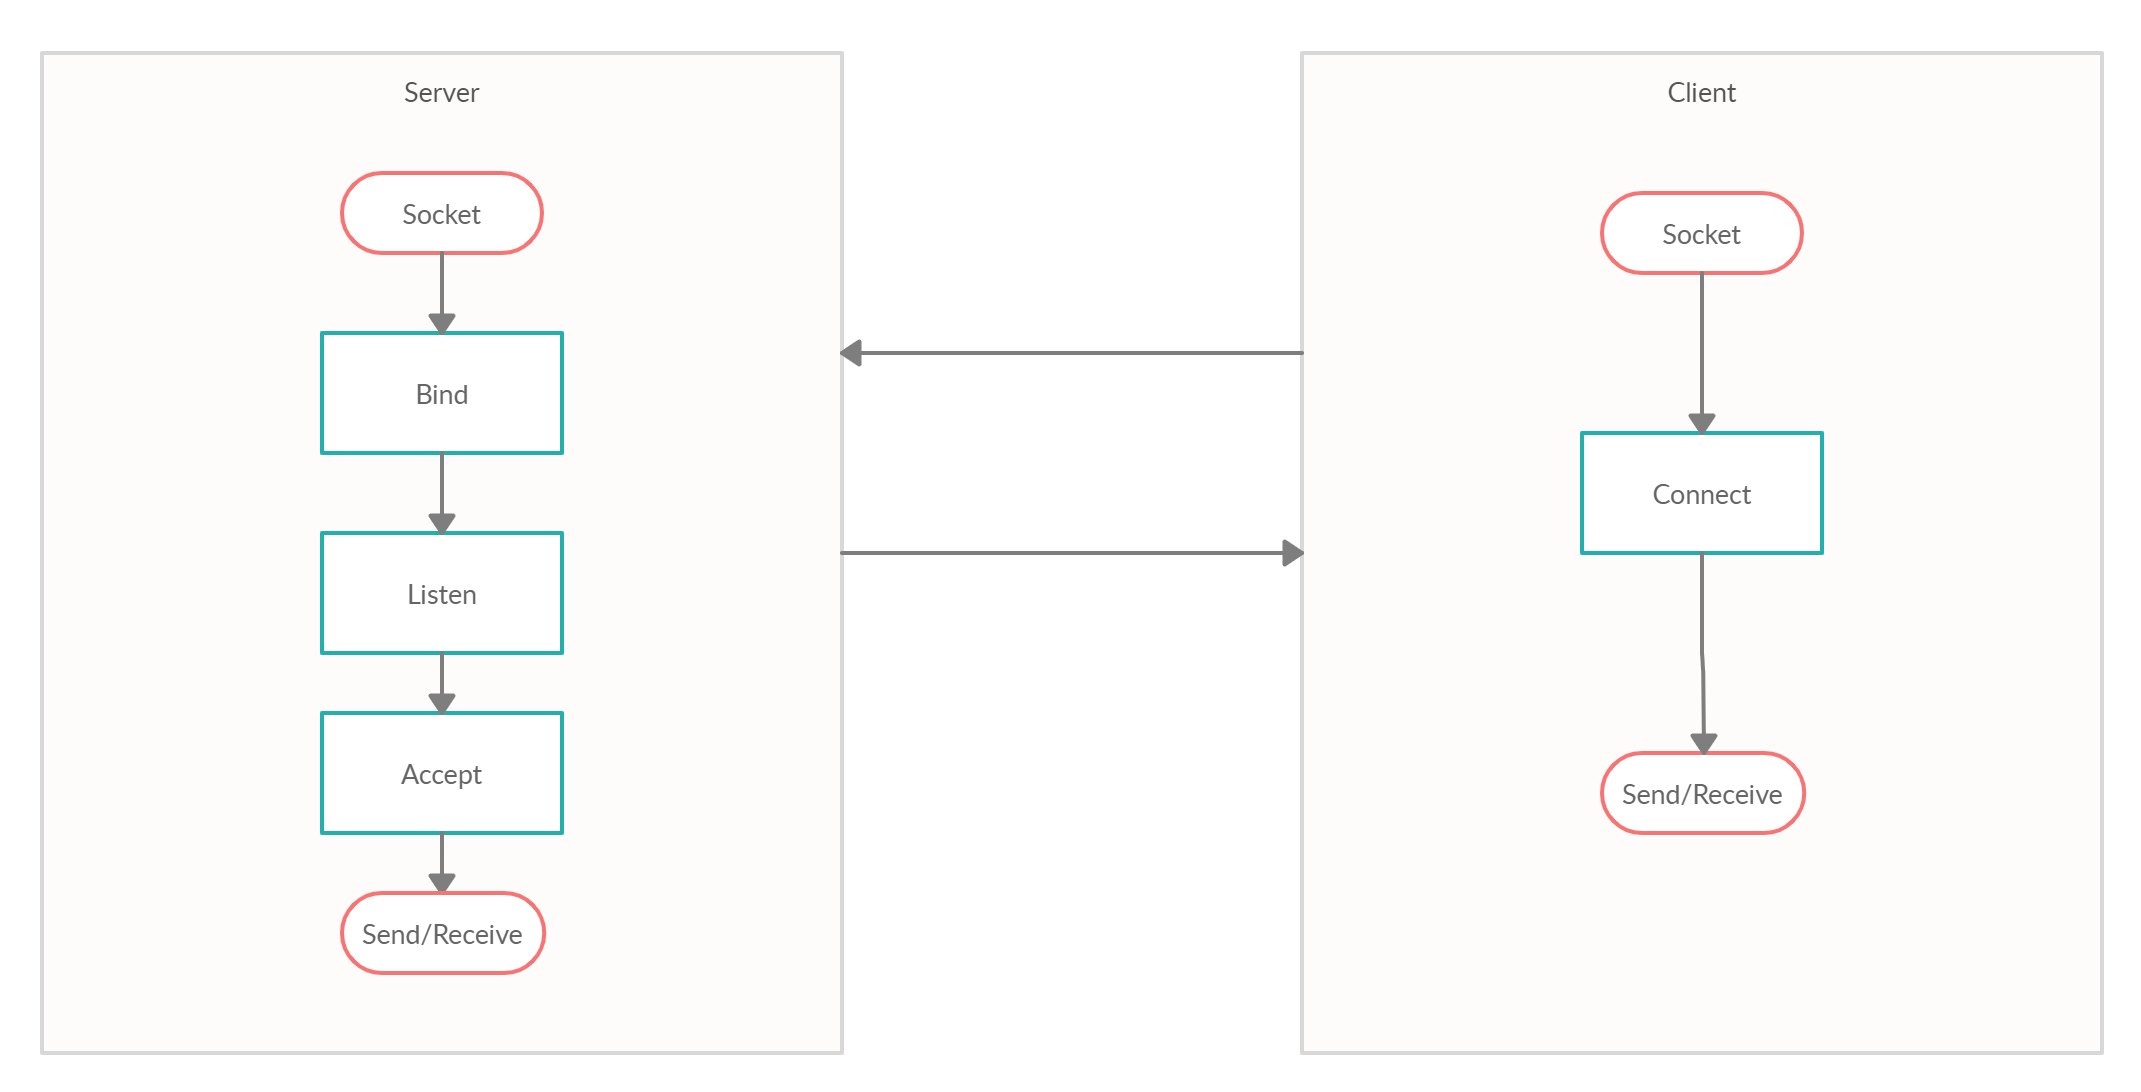 Server
Socket
Bind
Listen
Accept
Send/Receive
Client
Socket
Connect
Send/Receive